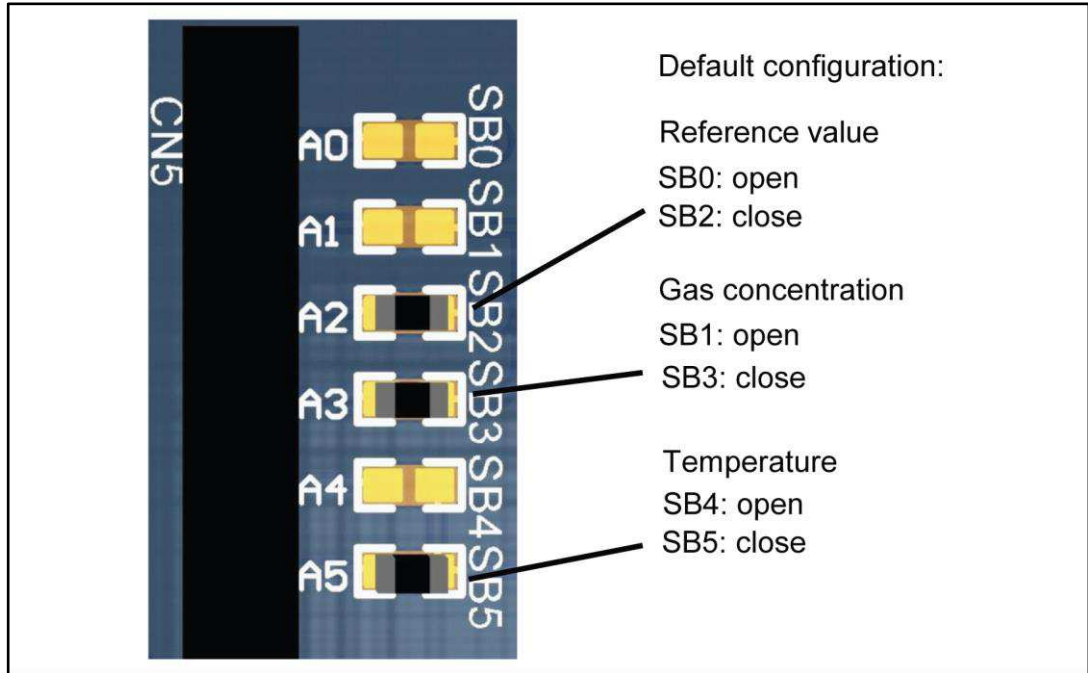 CN5
A0
SB0
A1
SB1
A2
SB2
A3
SB3
A4
SB4
A5
SB5
Default configuration:
Reference value
SB0: open
SB2: close
Gas concentration
SB1: open
SB3: close
Temperature
SB4: open
SB5: close